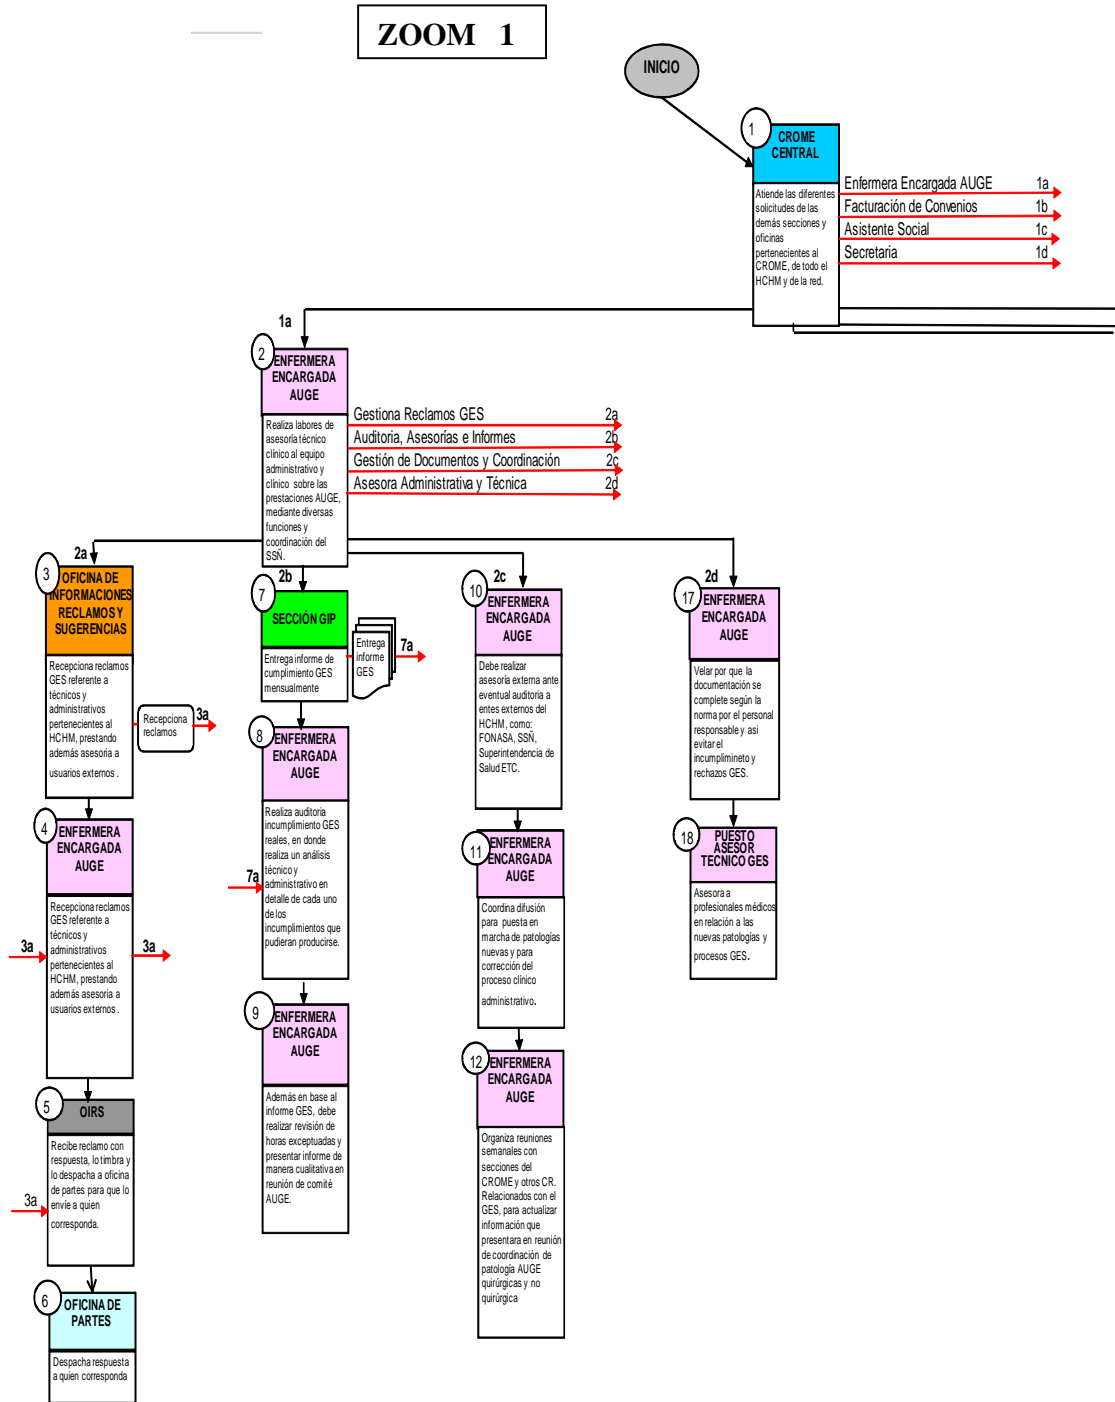 ZOOM 1
INICIO
1
CROME
CENTRAL
Atiende las diferentes
solicitudes de las
demás secciones y
oficinas
pertenecientes al
CROME, de todo el
HCHM y de la red.
Enfermera Encargada AUGE 1a
Facturación de Convenios 1b
Asistente Social 1c
Secretaria 1d
1a
2
ENFERMERA
ENCARGADA
AUGE
Realiza labores de
asesoría técnico
clínico al equipo
administrativo y
clínico sobre las
prestaciones AUGE,
mediante diversas
funciones y
coordinación del
SSÑ.
Gestiona Reclamos GES 2a
Auditoria, Asesorías e Informes 2b
Gestión de Documentos y Coordinación 2c
Asesora Administrativa y Técnica 2d
2a
3
OFICINA DE
INFORMACIONES
RECLAMOS Y
SUGERENCIAS
Recepciona reclamos
GES referente a
técnicos y
administrativos
pertenecientes al
HCHM, prestando
además asesoria a
usuarios externos .
Recepciona
reclamos
3a
4
ENFERMERA
ENCARGADA
AUGE
Recepciona reclamos
GES referente a
técnicos y
administrativos
pertenecientes al
HCHM, prestando
además asesoria a
usuarios externos .
3a
3a
5
OIRS
Recibe reclamo con
respuesta, lo timbra y
lo despacha a oficina
de partes para que lo
envíe a quien
corresponda.
3a
6
OFICINA DE
PARTES
Despacha respuesta
a quien corresponda
2b
7
SECCIÓN GIP
Entrega informe de
cumplimiento GES
mensualmente
Entrega
informe
GES
7a
8
ENFERMERA
ENCARGADA
AUGE
Realiza auditoria
incumplimiento GES
reales, en donde
realiza un análisis
técnico y
administrativo en
detalle de cada uno
de los
incumplimientos que
pudieran producirse.
7a
9
ENFERMERA
ENCARGADA
AUGE
Además en base al
informe GES, debe
realizar revisión de
horas exceptuadas y
presentar informe de
manera cualitativa en
reunión de comité
AUGE.
2c
10
ENFERMERA
ENCARGADA
AUGE
Debe realizar
asesoría externa ante
eventual auditoria a
entes externos del
HCHM, como:
FONASA, SSÑ,
Superintendencia de
Salud ETC.
11
ENFERMERA
ENCARGADA
AUGE
Coordina difusión
para puesta en
marcha de patologías
nuevas y para
corrección del
proceso clínico
administrativo.
12
ENFERMERA
ENCARGADA
AUGE
Organiza reuniones
semanales con
secciones del
CROME y otros CR.
Relacionados con el
GES, para actualizar
información que
presentara en reunión
de coordinación de
patología AUGE
quirúrgicas y no
quirúrgica
2d
17
ENFERMERA
ENCARGADA
AUGE
Velar por que la
documentación se
complete según la
norma por el personal
responsable y asi
evitar el
incumplimineto y
rechazos GES.
18
PUESTO
ASESOR
TECNICO GES
Asesora a
profesionales médicos
en relación a las
nuevas patologías y
procesos GES.